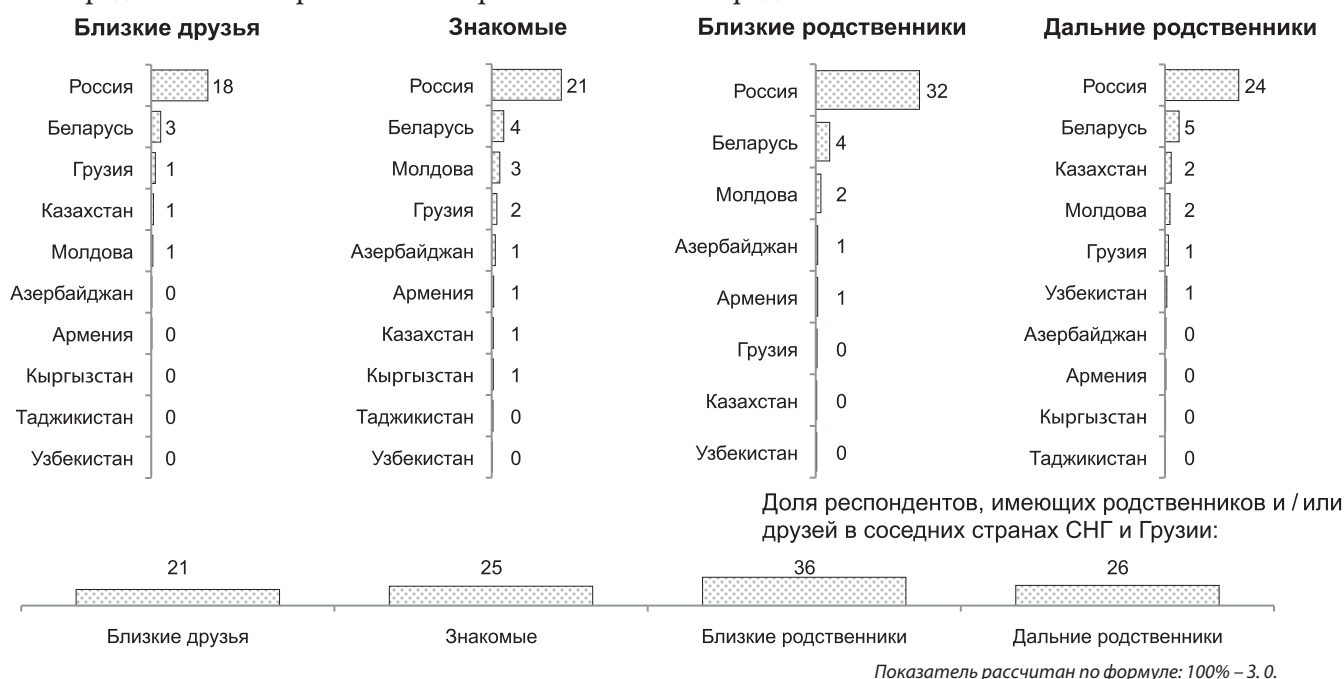 Близкие друзья
Россия 18
Беларусь 3
Грузия 1
Казахстан 1
Молдова 1
Азербайджан 0
Армения 0
Кыргызстан 0
Таджикистан 0
Узбекистан 0
Знакомые
Россия 21
Беларусь 4
Молдова 3
Грузия 2
Азербайджан 1
Армения 1
Казахстан 1
Кыргызстан 1
Таджикистан 0
Узбекистан 0
Близкие родственники
Россия 32
Беларусь 4
Молдова 2
Азербайджан 1
Армения 1
Грузия 0
Казахстан 0
Узбекистан 0
Дальние родственники
Россия 24
Беларусь 5
Казахстан 2
Молдова 2
Грузия 1
Узбекистан 1
Азербайджан 0
Армения 0
Кыргызстан 0
Таджикистан 0
Доля респондентов, имеющих родственников и / или
друзей в соседних странах СНГ и Грузии:
21 25 36 26
Близкие друзья Знакомые Близкие родственники Дальние родственники
Показатель рассчитан по формуле: 100% – 3. 0.